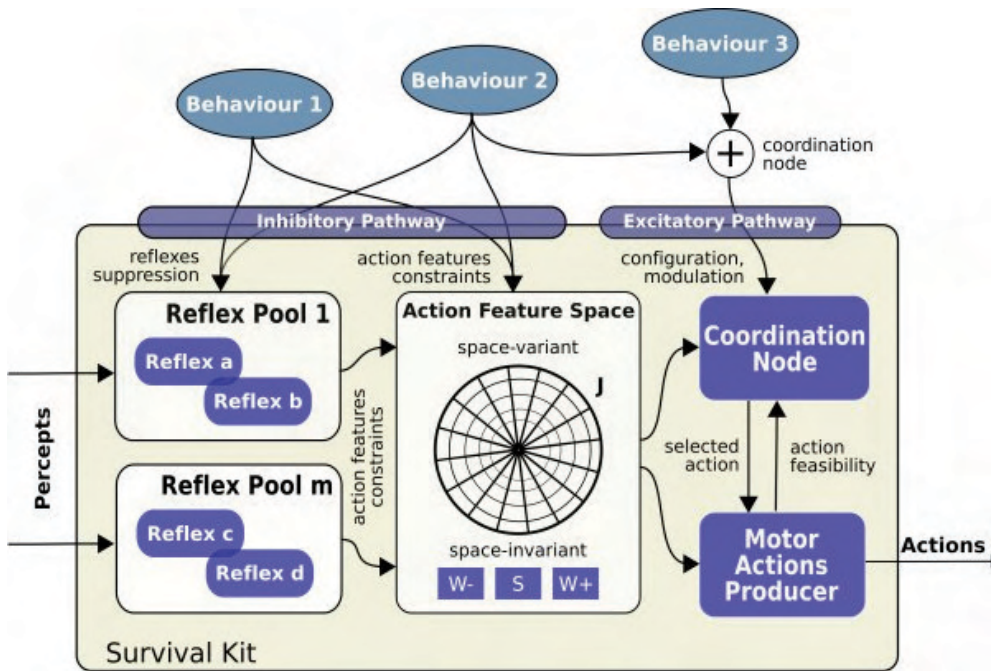 Behaviour 1
Behaviour 2
Behaviour 3
+
coordination
node
Inhibitory Pathway
Excitatory Pathway
reflexes
suppression
action features
constraints
configuration,
modulation
Percepts
Reflex Pool 1
Reflex a
Reflex b
Reflex Pool m
Reflex c
Reflex d
action features
constraints
Action Feature Space
space-variant
J
space-invariant
W-
S
W+
Coordination
Node
selected
action
action
feasibility
Motor
Actions
Producer
Actions
Survival Kit